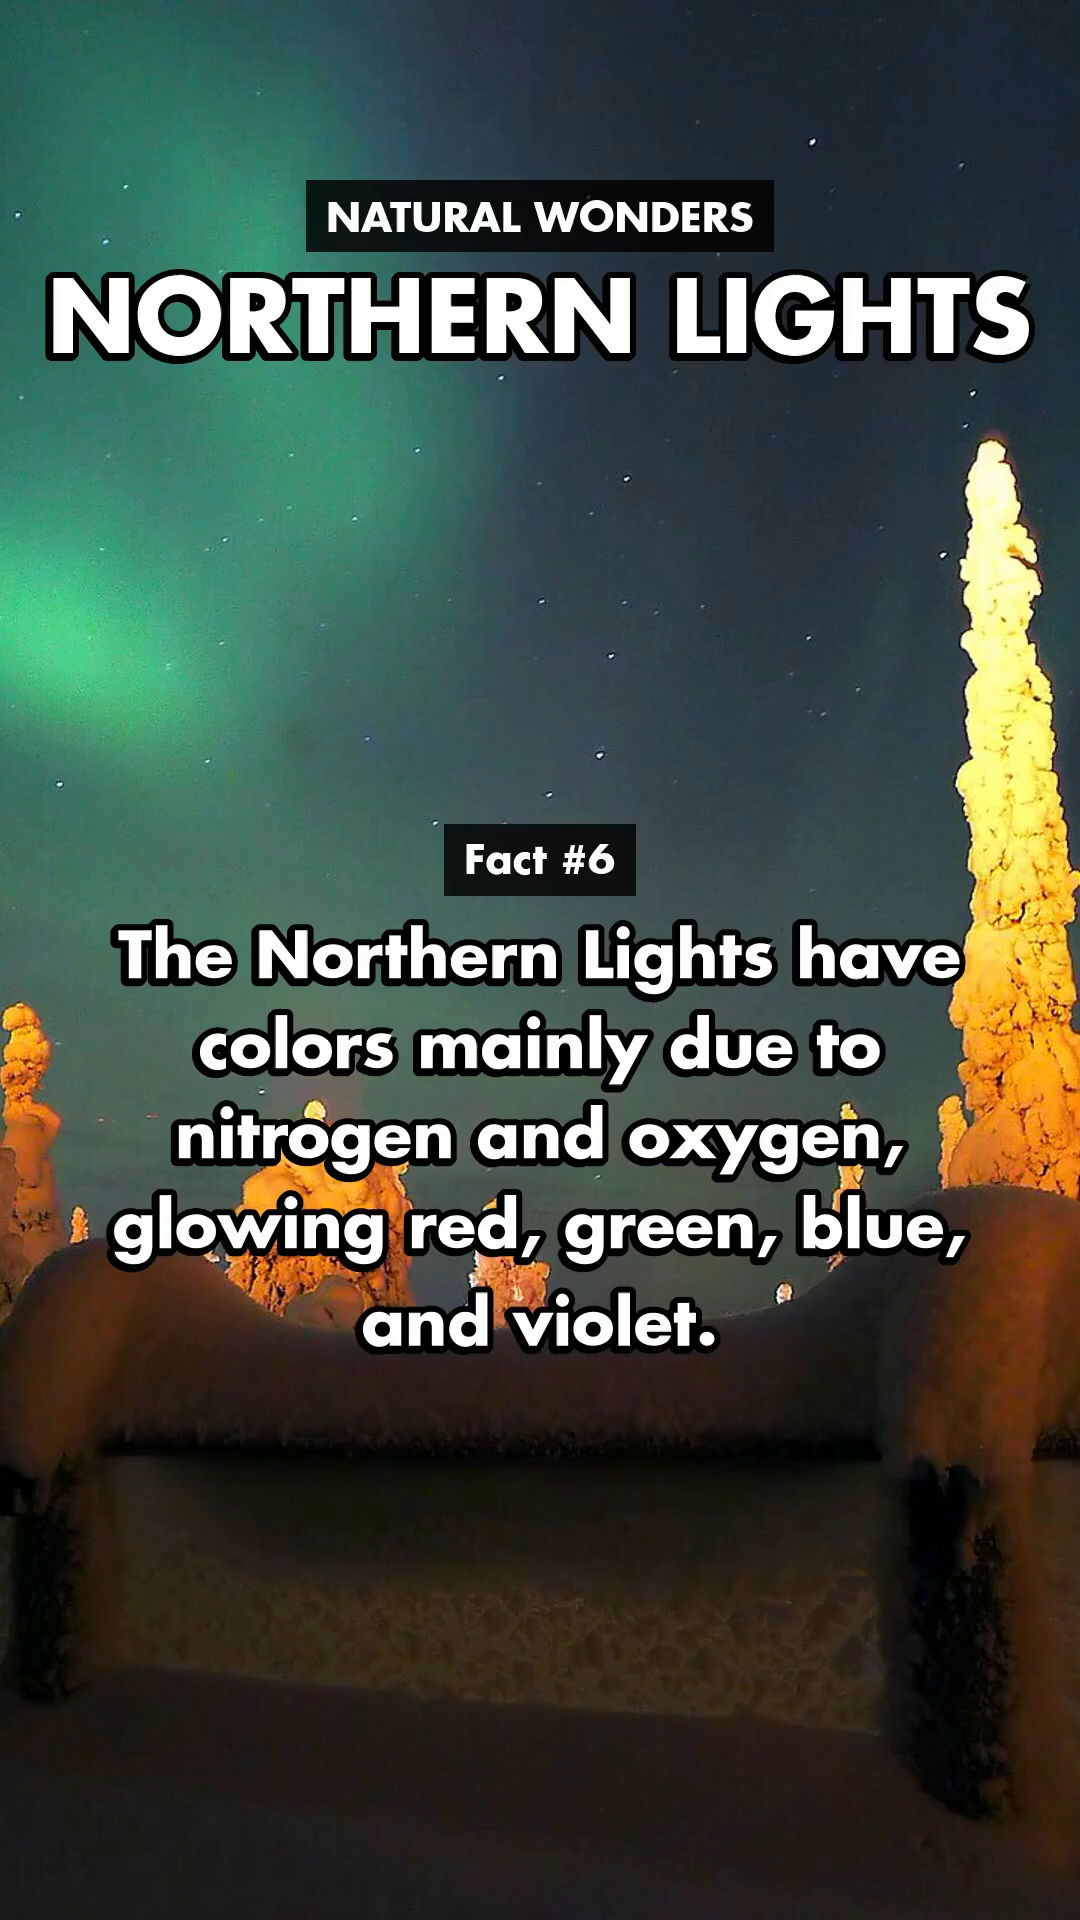 NATURAL WONDERS
NORTHERN LIGHTS
Fact #6
The Northern Lights have
colors mainly due to
nitrogen and oxygen,
glowing red, green, blue,
and violet.